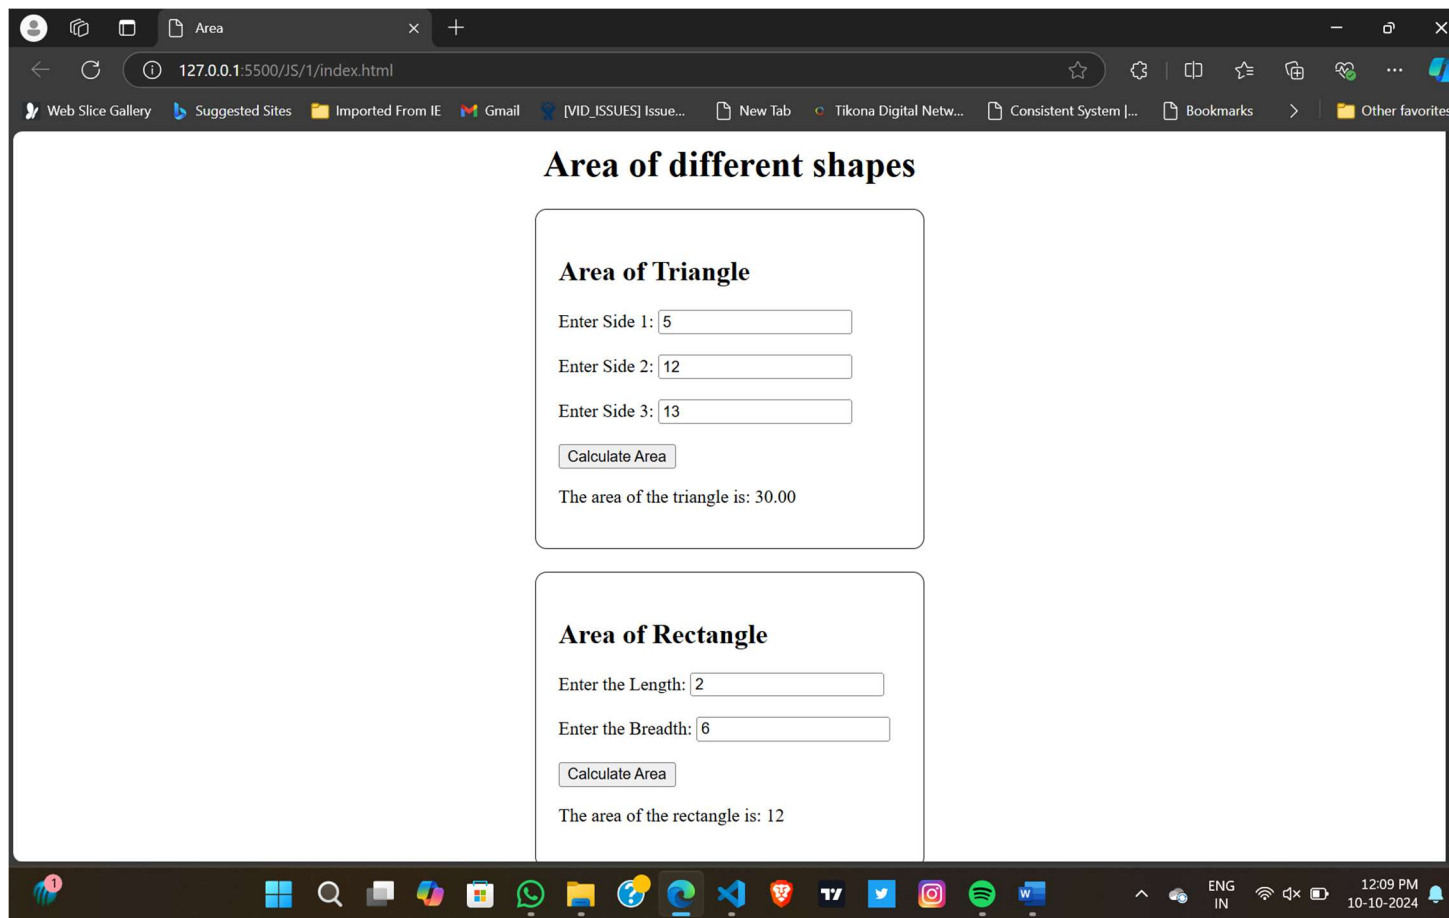 Area
127.0.0.1:5500/JS/1/index.html
Web Slice Gallery Suggested Sites Imported From IE Gmail [VID_ISSUES] Issue... New Tab Tikona Digital Netw... Consistent System |... Bookmarks Other favorites
Area of different shapes
Area of Triangle
Enter Side 1: 5
Enter Side 2: 12
Enter Side 3: 13
Calculate Area
The area of the triangle is: 30.00
Area of Rectangle
Enter the Length: 2
Enter the Breadth: 6
Calculate Area
The area of the rectangle is: 12
1
ENG 12:09 PM
IN 10-10-2024